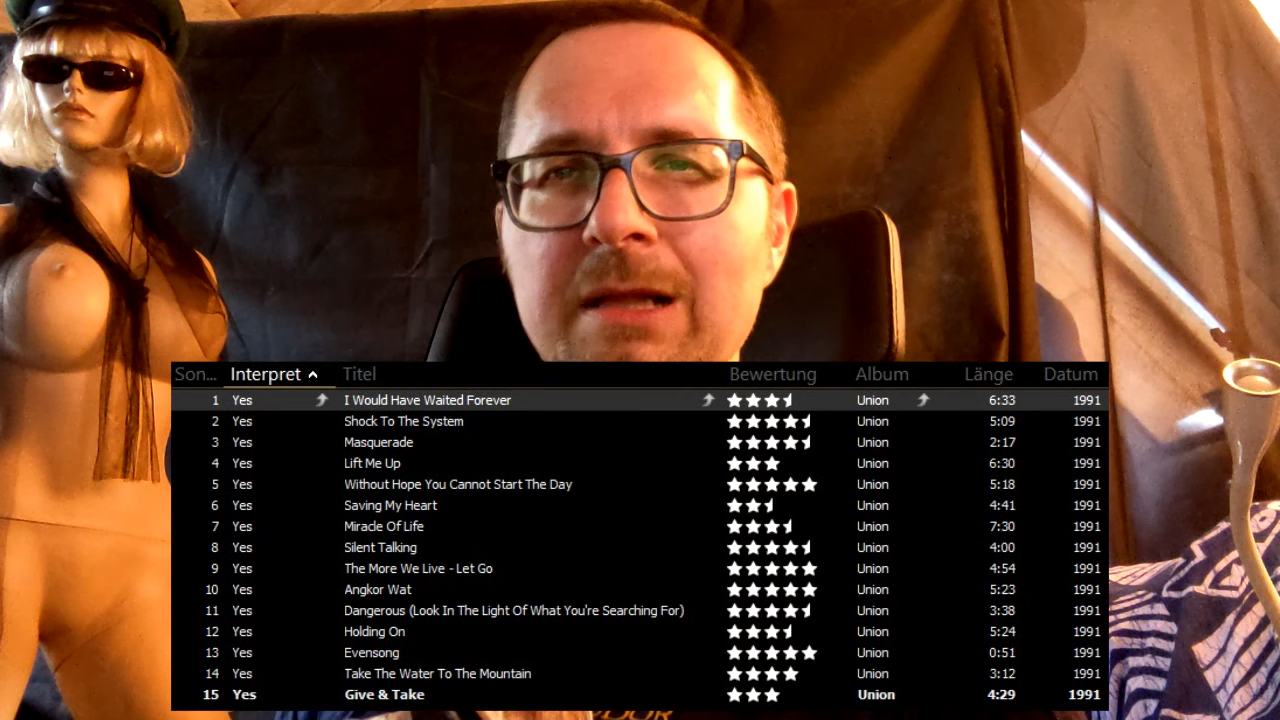 Son... Interpret Titel Bewertung Album Länge Datum
1 Yes I Would Have Waited Forever Union 6:33 1991
2 Yes Shock To The System Union 5:09 1991
3 Yes Masquerade Union 2:17 1991
4 Yes Lift Me Up Union 6:30 1991
5 Yes Without Hope You Cannot Start The Day Union 5:18 1991
6 Yes Saving My Heart Union 4:41 1991
7 Yes Miracle Of Life Union 7:30 1991
8 Yes Silent Talking Union 4:00 1991
9 Yes The More We Live - Let Go Union 4:54 1991
10 Yes Angkor Wat Union 5:23 1991
11 Yes Dangerous (Look In The Light Of What You're Searching For) Union 3:38 1991
12 Yes Holding On Union 5:24 1991
13 Yes Evensong Union 0:51 1991
14 Yes Take The Water To The Mountain Union 3:12 1991
15 Yes Give & Take Union 4:29 1991